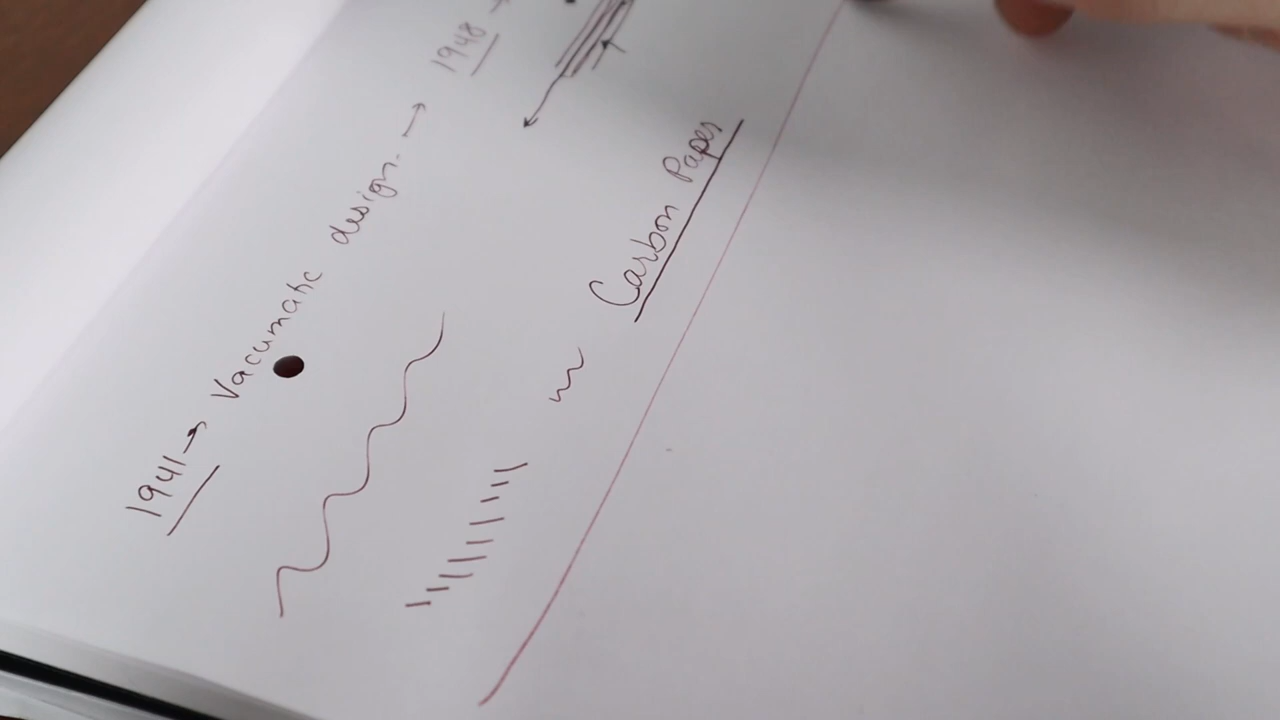 1941→ Vacumatic design. → 1948 →
Carbon Paper